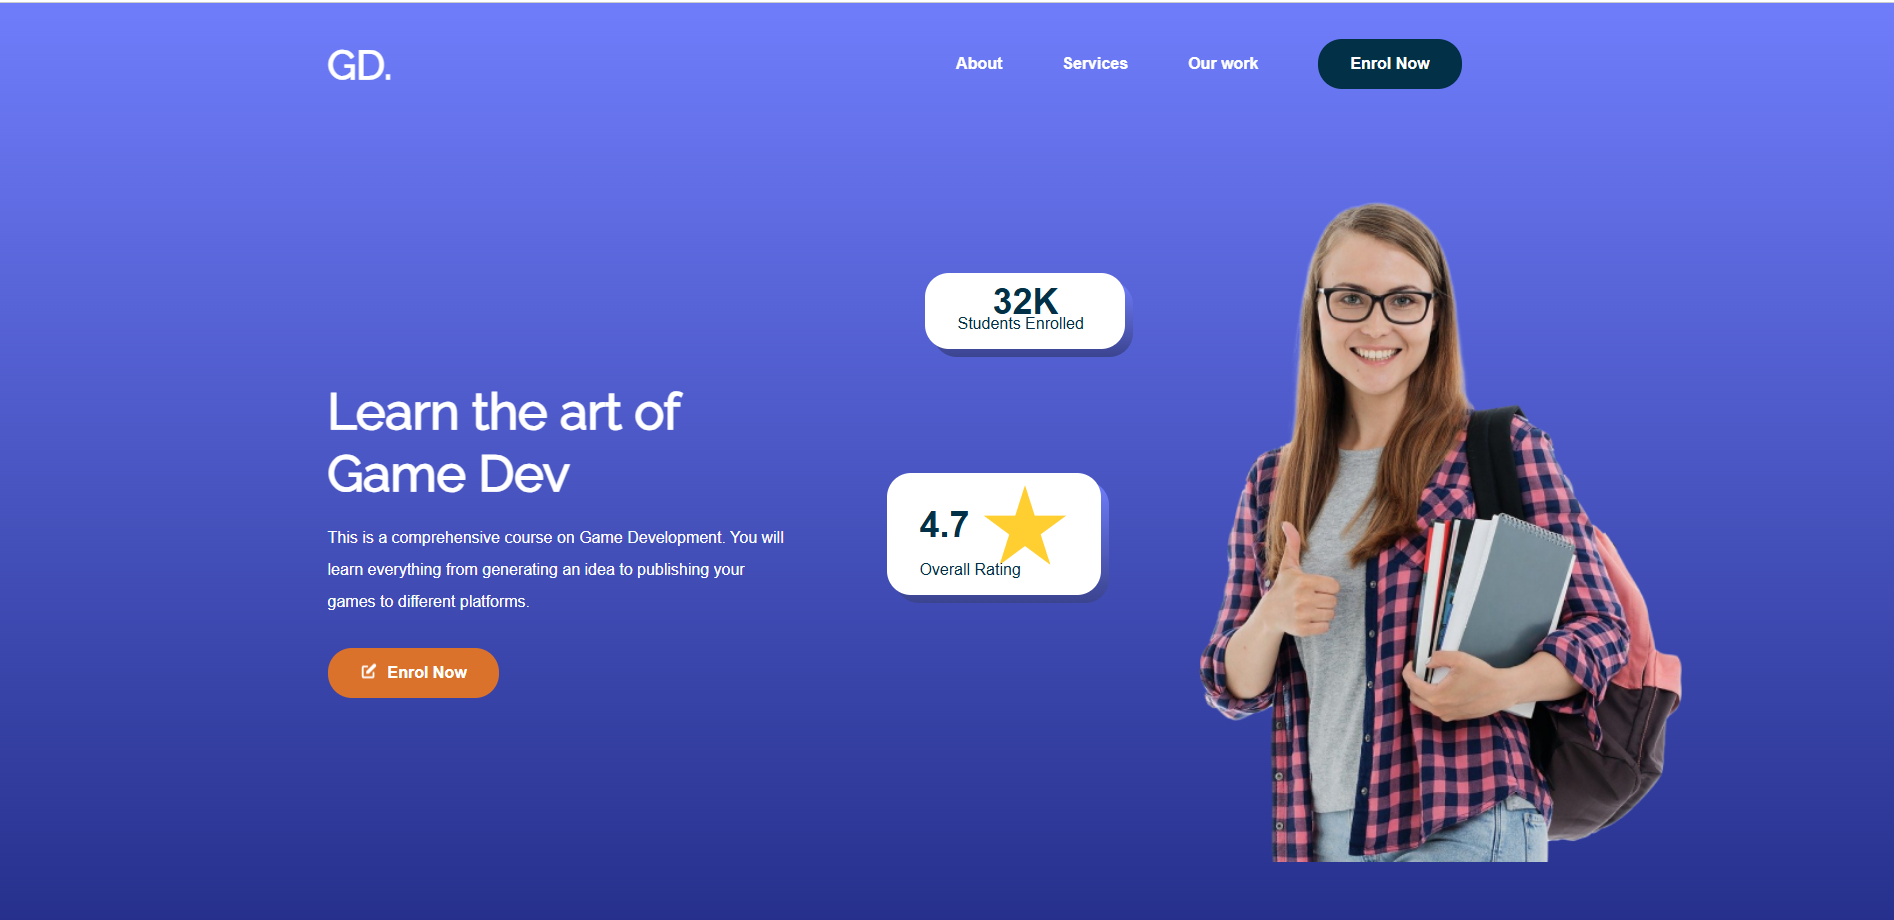 GD.
About
Services
Our work
Enrol Now
32K
Students Enrolled
Learn the art of
Game Dev
4.7
Overall Rating
This is a comprehensive course on Game Development. You will
learn everything from generating an idea to publishing your
games to different platforms.
Enrol Now